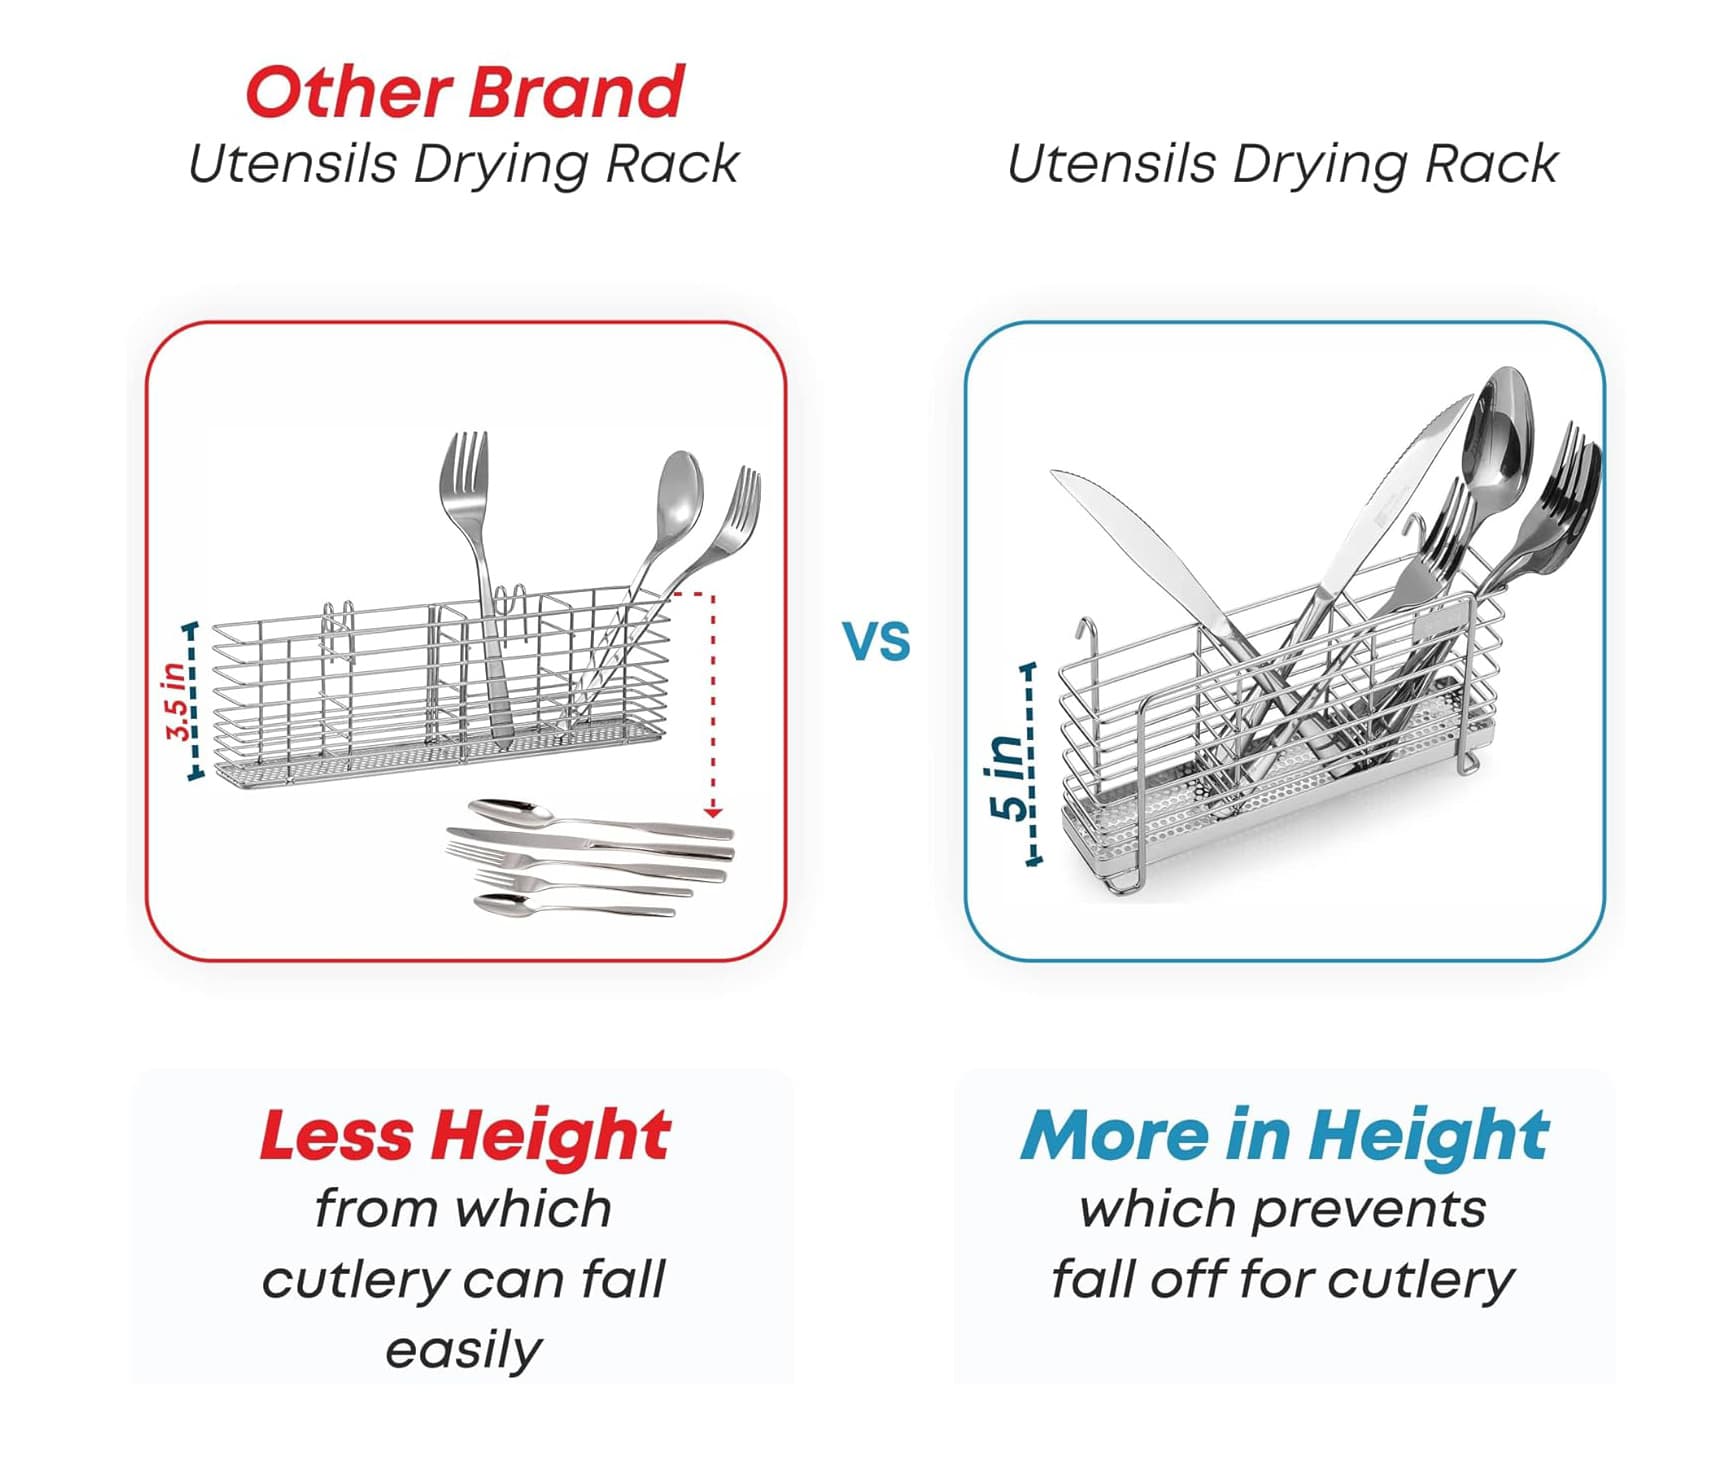 Other Brand
Utensils Drying Rack
Utensils Drying Rack
3.5 in
VS
5 in
Less Height
from which
cutlery can fall
easily
More in Height
which prevents
fall off for cutlery